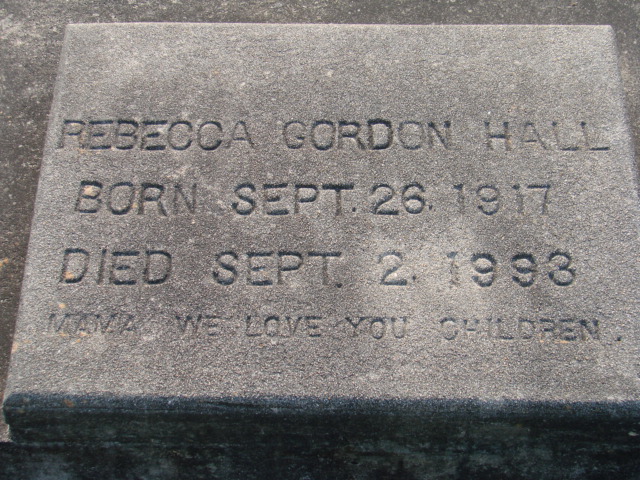 REBECCA GORDON HALL
BORN SEPT. 26. 1917
DIED SEPT. 2. 1993
MAMA WE LOVE YOU CHILDREN.